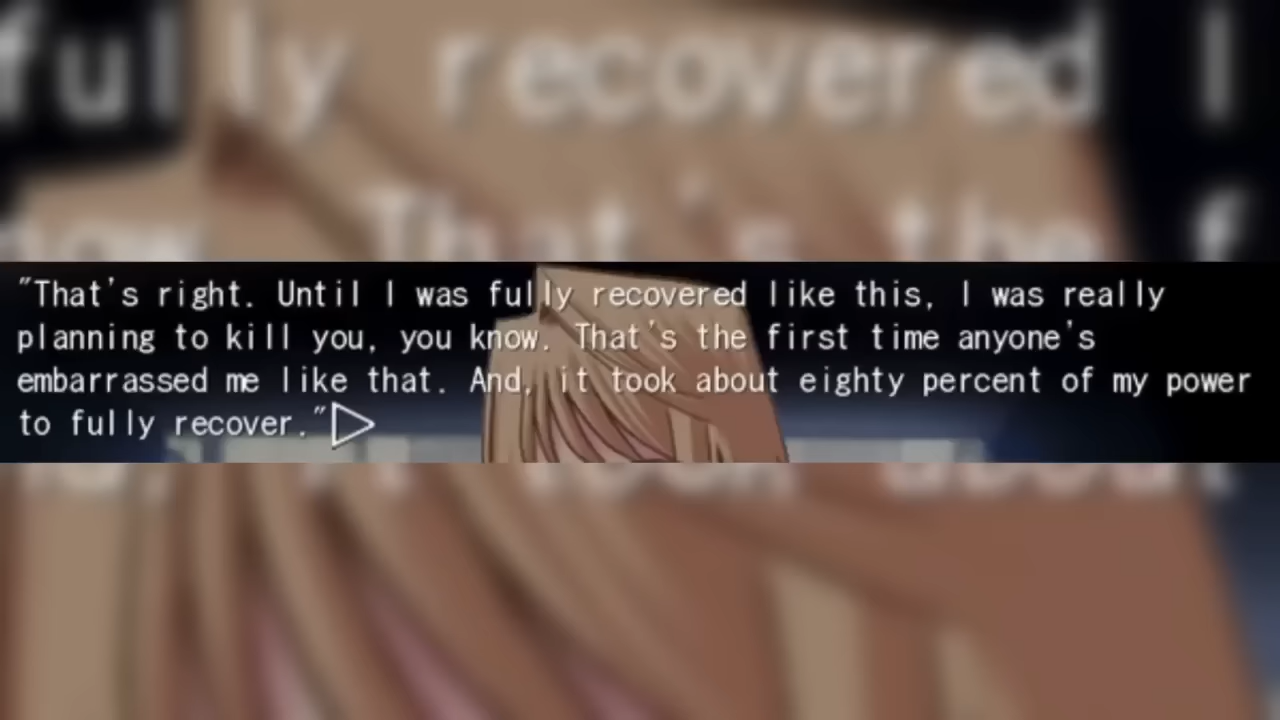 "That's right. Until I was fully recovered like this, I was really
planning to kill you, you know. That's the first time anyone's
embarrassed me like that. And, it took about eighty percent of my power
to fully recover."